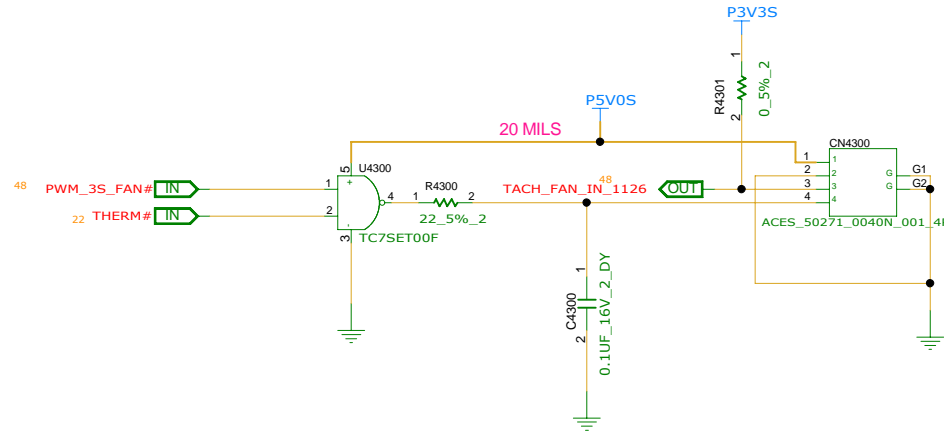 P3V3S
1
R4301
0_5%_2
2
P5V0S
20 MILS
CN4300
U4300
5
+
48
PWM_3S_FAN#
IN
1
4
R4300
1
2
22_5%_2
22
THERM#
IN
2
-
3
TC7SET00F
48
TACH_FAN_IN_1126
OUT
1
2
3
4
1
2
3
4
G
G
G1
G2
ACES_50271_0040N_001_4P
1
C4300
0.1UF_16V_2_DY
2